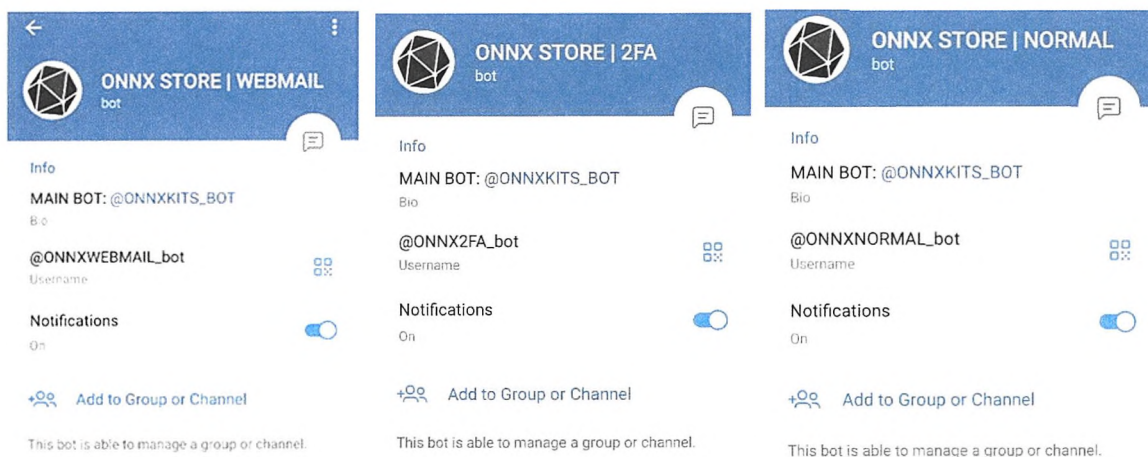 ONNX STORE | WEBMAIL
bot
Info
MAIN BOT: @ONNXKITS_BOT
Bio
@ONNXWEBMAIL_bot
Username
Notifications
On
Add to Group or Channel
This bot is able to manage a group or channel.
ONNX STORE | 2FA
bot
Info
MAIN BOT: @ONNXKITS_BOT
Bio
@ONNX2FA_bot
Username
Notifications
On
Add to Group or Channel
This bot is able to manage a group or channel.
ONNX STORE | NORMAL
bot
Info
MAIN BOT: @ONNXKITS_BOT
Bio
@ONNXNORMAL_bot
Username
Notifications
On
Add to Group or Channel
This bot is able to manage a group or channel.